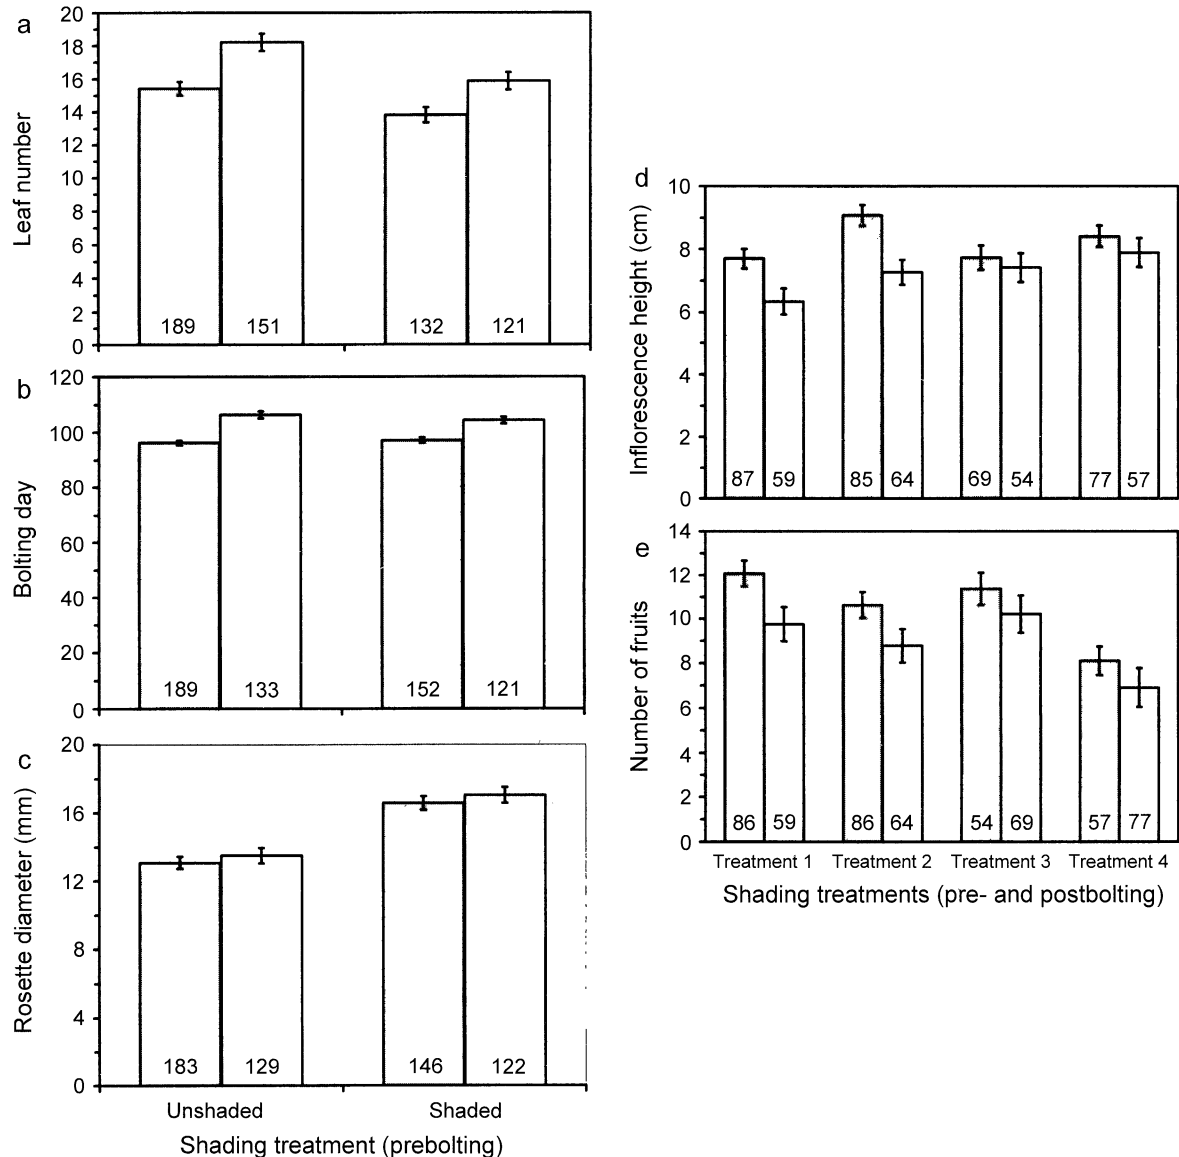 a
Leaf number
20
18
16
14
12
10
8
6
4
2
0
189 151 132 121
b
Bolting day
120
100
80
60
40
20
0
189 133 152 121
c
Rosette diameter (mm)
20
16
12
8
4
0
183 129 146 122
Unshaded Shaded
Shading treatment (prebolting)
d
Inflorescence height (cm)
10
8
6
4
2
0
87 59 85 64 69 54 77 57
e
Number of fruits
14
12
10
8
6
4
2
0
86 59 86 64 54 69 57 77
Treatment 1 Treatment 2 Treatment 3 Treatment 4
Shading treatments (pre- and postbolting)